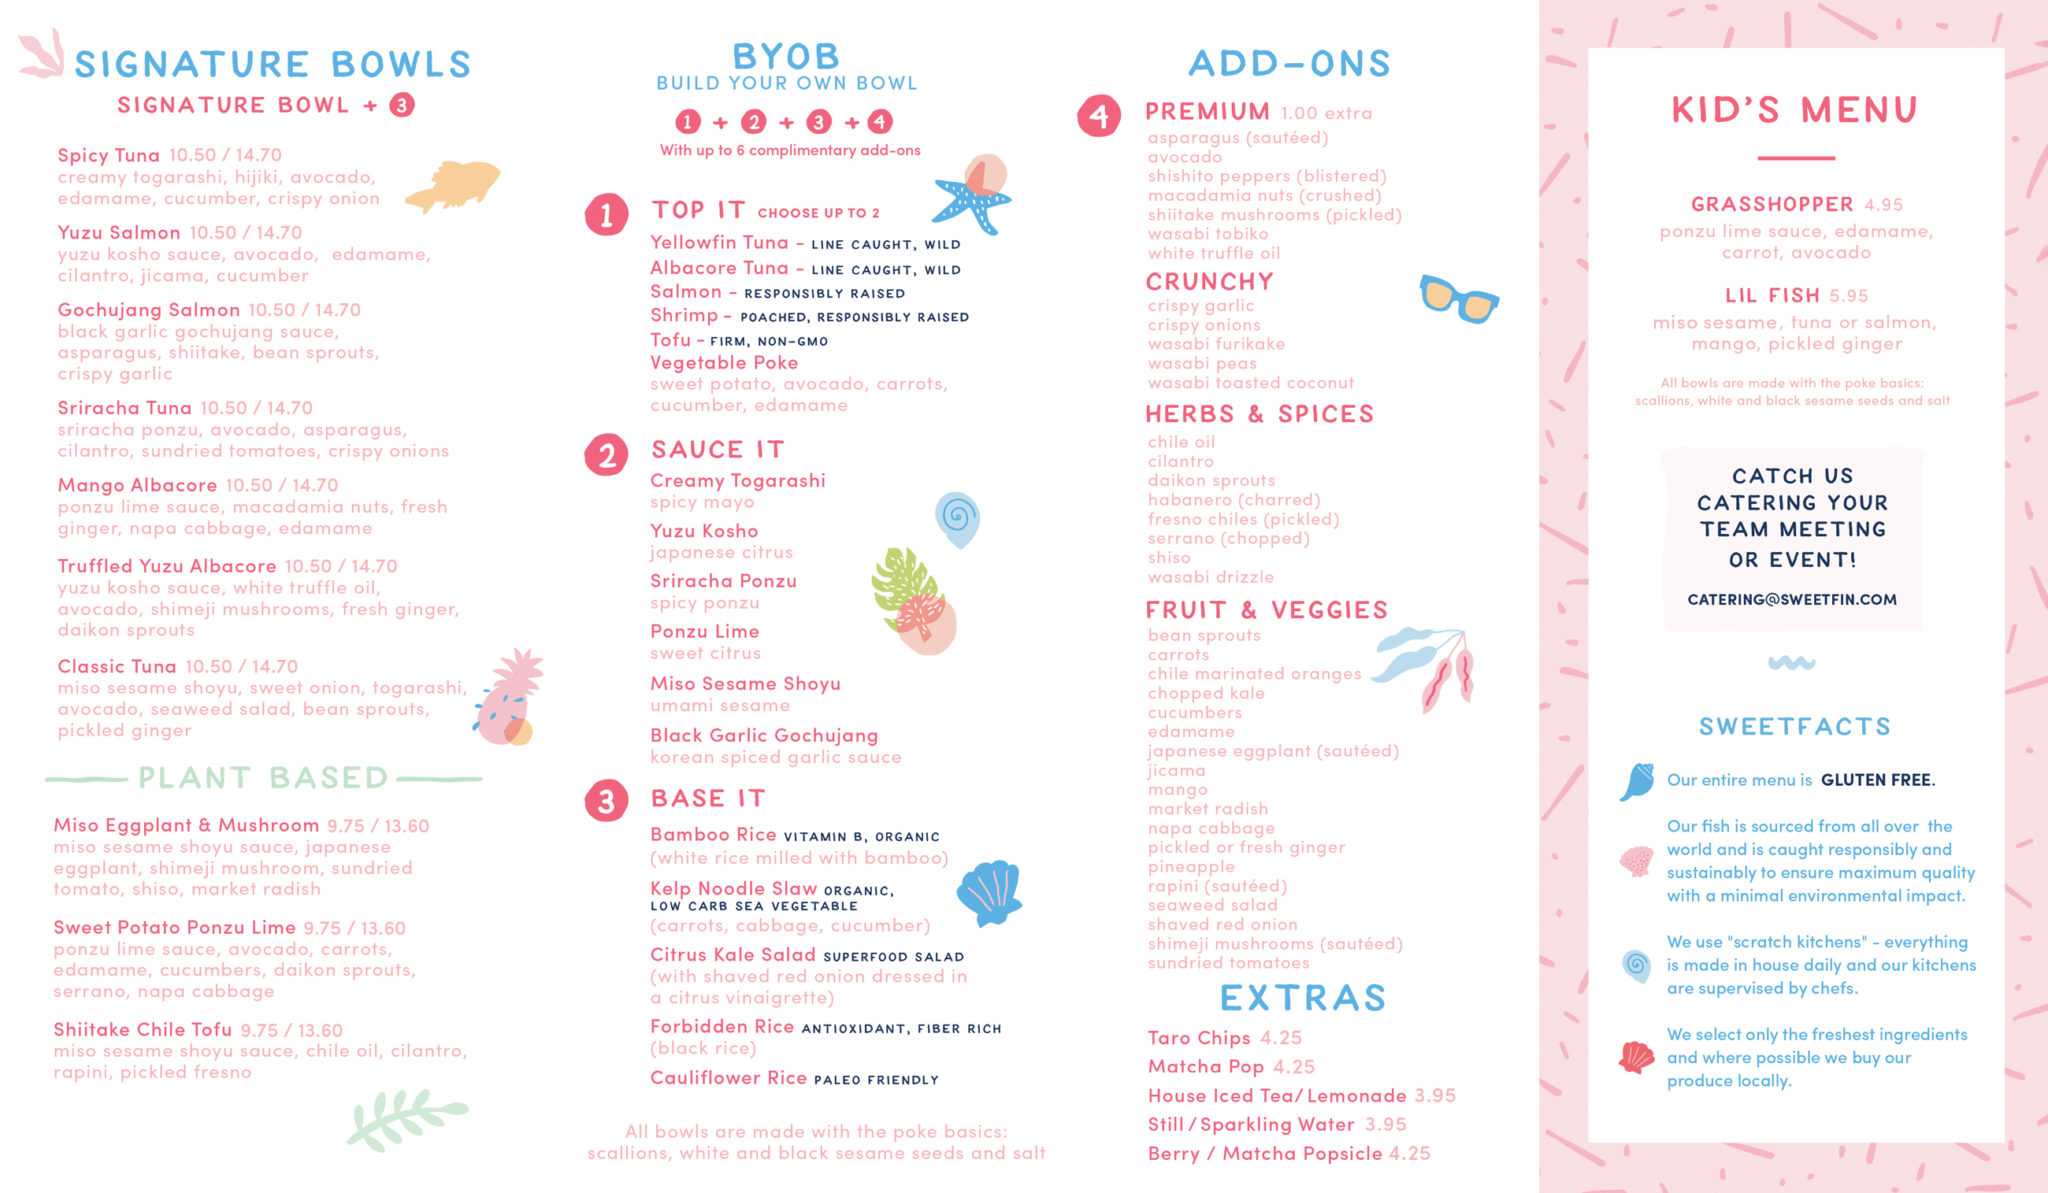 SIGNATURE BOWLS
SIGNATURE BOWL + 3
Spicy Tuna 10.50 / 14.70
creamy togarashi, hijiki, avocado,
edamame, cucumber, crispy onion
Yuzu Salmon 10.50 / 14.70
yuzu kosho sauce, avocado, edamame,
cilantro, jicama, cucumber
Gochujang Salmon 10.50 / 14.70
black garlic gochujang sauce,
asparagus, shiitake, bean sprouts,
crispy garlic
Sriracha Tuna 10.50 / 14.70
sriracha ponzu, avocado, asparagus,
cilantro, sundried tomatoes, crispy onions
Mango Albacore 10.50 / 14.70
ponzu lime sauce, macadamia nuts, fresh
ginger, napa cabbage, edamame
Truffled Yuzu Albacore 10.50 / 14.70
yuzu kosho sauce, white truffle oil,
avocado, shimeji mushrooms, fresh ginger,
daikon sprouts
Classic Tuna 10.50 / 14.70
miso sesame shoyu, sweet onion, togarashi,
avocado, seaweed salad, bean sprouts,
pickled ginger
PLANT BASED
Miso Eggplant & Mushroom 9.75 / 13.60
miso sesame shoyu sauce, japanese
eggplant, shimeji mushroom, sundried
tomato, shiso, market radish
Sweet Potato Ponzu Lime 9.75 / 13.60
ponzu lime sauce, avocado, carrots,
edamame, cucumbers, daikon sprouts,
serrano, napa cabbage
Shiitake Chile Tofu 9.75 / 13.60
miso sesame shoyu sauce, chile oil, cilantro,
rapini, pickled fresno
BYOB
BUILD YOUR OWN BOWL
1 + 2 + 3 + 4
With up to 6 complimentary add-ons
1 TOP IT CHOOSE UP TO 2
Yellowfin Tuna - LINE CAUGHT, WILD
Albacore Tuna - LINE CAUGHT, WILD
Salmon - RESPONSIBLY RAISED
Shrimp - POACHED, RESPONSIBLY RAISED
Tofu - FIRM, NON-GMO
Vegetable Poke
sweet potato, avocado, carrots,
cucumber, edamame
2 SAUCE IT
Creamy Togarashi
spicy mayo
Yuzu Kosho
japanese citrus
Sriracha Ponzu
spicy ponzu
Ponzu Lime
sweet citrus
Miso Sesame Shoyu
umami sesame
Black Garlic Gochujang
korean spiced garlic sauce
3 BASE IT
Bamboo Rice VITAMIN B, ORGANIC
(white rice milled with bamboo)
Kelp Noodle Slaw ORGANIC,
LOW CARB SEA VEGETABLE
(carrots, cabbage, cucumber)
Citrus Kale Salad SUPERFOOD SALAD
(with shaved red onion dressed in
a citrus vinaigrette)
Forbidden Rice ANTIOXIDANT, FIBER RICH
(black rice)
Cauliflower Rice PALEO FRIENDLY
All bowls are made with the poke basics:
scallions, white and black sesame seeds and salt
ADD-ONS
4 PREMIUM 1.00 extra
asparagus (sautéed)
avocado
shishito peppers (blistered)
macadamia nuts (crushed)
shiitake mushrooms (pickled)
wasabi tobiko
white truffle oil
CRUNCHY
crispy garlic
crispy onions
wasabi furikake
wasabi peas
wasabi toasted coconut
HERBS & SPICES
chile oil
cilantro
daikon sprouts
habanero (charred)
fresno chiles (pickled)
serrano (chopped)
shiso
wasabi drizzle
FRUIT & VEGGIES
bean sprouts
carrots
chile marinated oranges
chopped kale
cucumbers
edamame
japanese eggplant (sautéed)
jicama
mango
market radish
napa cabbage
pickled or fresh ginger
pineapple
rapini (sautéed)
seaweed salad
shaved red onion
shimeji mushrooms (sautéed)
sundried tomatoes
EXTRAS
Taro Chips 4.25
Matcha Pop 4.25
House Iced Tea/Lemonade 3.95
Still / Sparkling Water 3.95
Berry / Matcha Popsicle 4.25
KID'S MENU
GRASSHOPPER 4.95
ponzu lime sauce, edamame,
carrot, avocado
LIL FISH 5.95
miso sesame, tuna or salmon,
mango, pickled ginger
All bowls are made with the poke basics:
scallions, white and black sesame seeds and salt
CATCH US
CATERING YOUR
TEAM MEETING
OR EVENT!
CATERING@SWEETFIN.COM
SWEETFACTS
Our entire menu is GLUTEN FREE.
Our fish is sourced from all over the
world and is caught responsibly and
sustainably to ensure maximum quality
with a minimal environmental impact.
We use "scratch kitchens" - everything
is made in house daily and our kitchens
are supervised by chefs.
We select only the freshest ingredients
and where possible we buy our
produce locally.